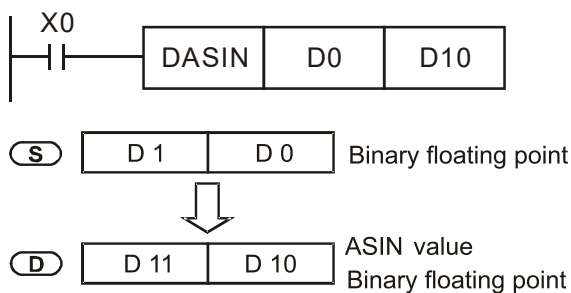 X0
DASIN D0 D10
S D 1 D 0 Binary floating point
D D 11 D 10 ASIN value
Binary floating point